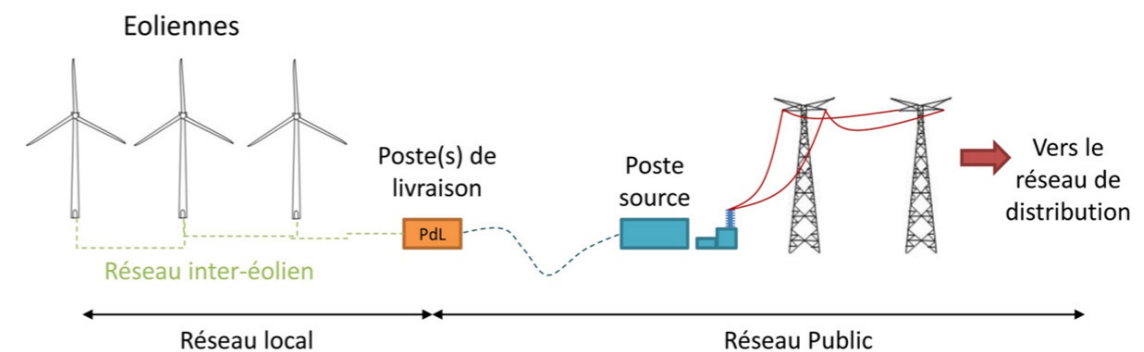 Eoliennes
Poste(s) de
livraison
PdL
Réseau inter-éolien
Poste
source
Vers le
réseau de
distribution
Réseau local
Réseau Public